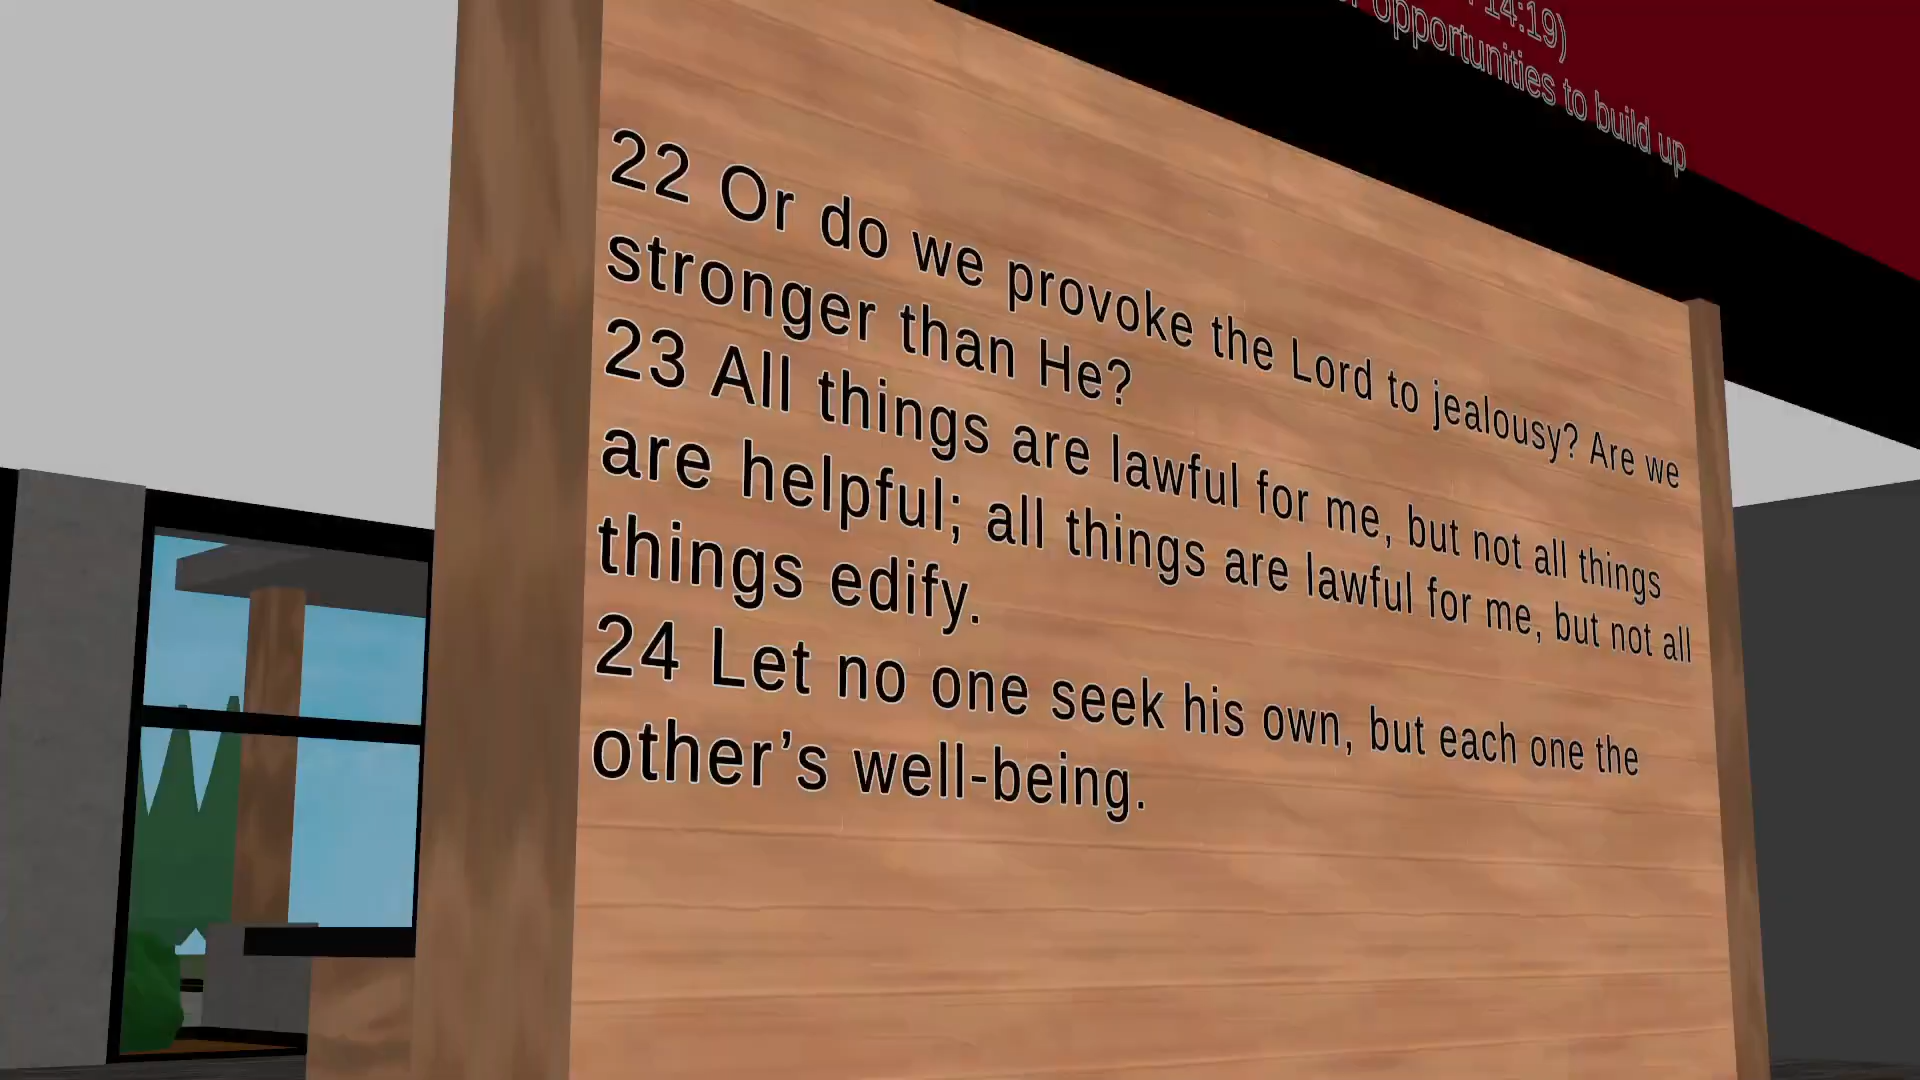 14:19)
opportunities to build up
22 Or do we provoke the Lord to jealousy? Are we
stronger than He?
23 All things are lawful for me, but not all things
are helpful; all things are lawful for me, but not all
things edify.
24 Let no one seek his own, but each one the
other’s well-being.